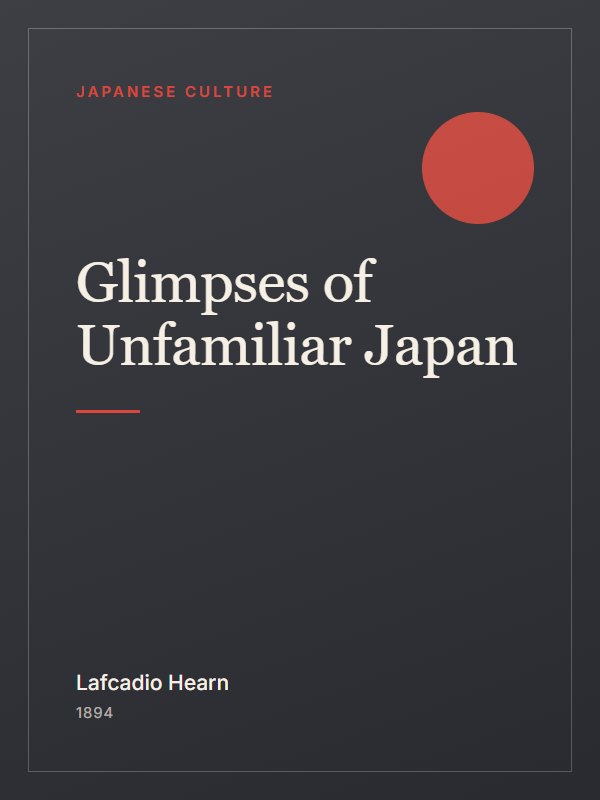 JAPANESE CULTURE
Glimpses of
Unfamiliar Japan
Lafcadio Hearn
1894